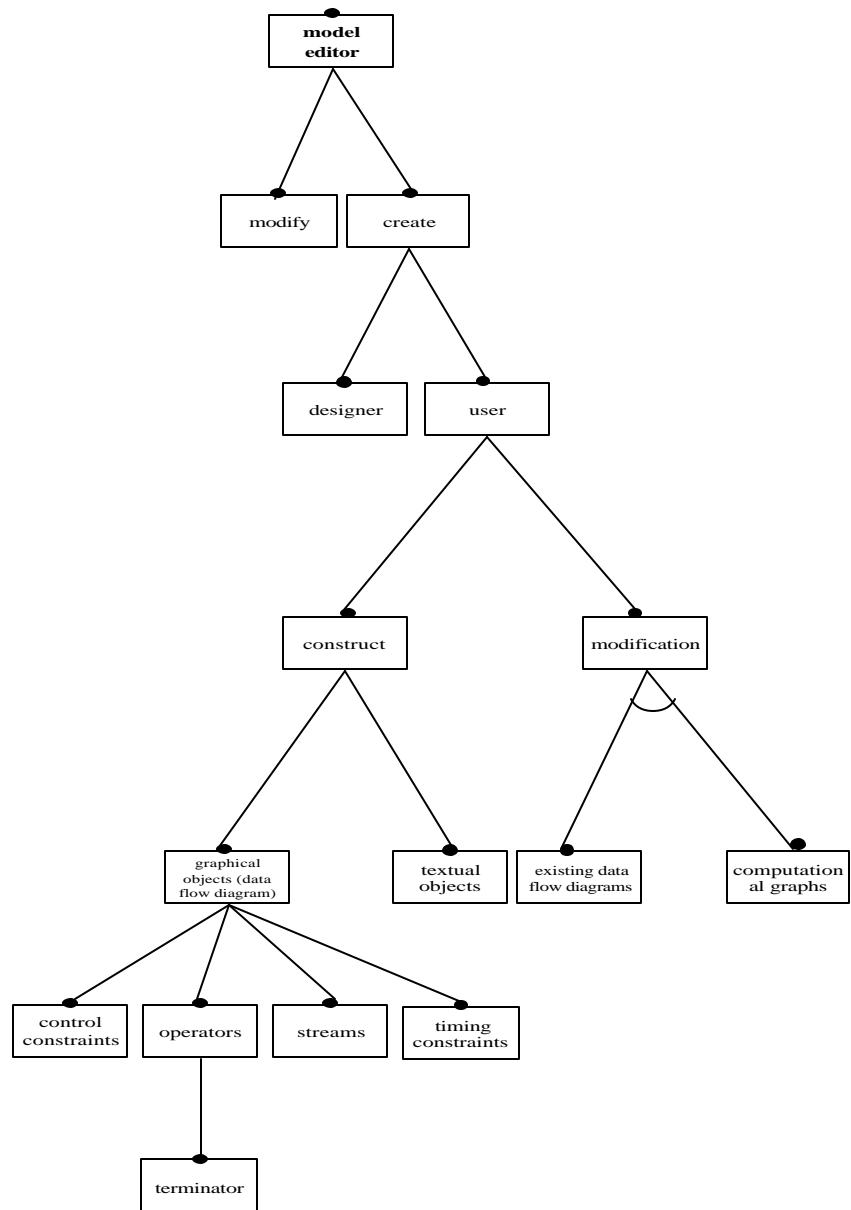 model
editor
modify
create
designer
user
construct
modification
graphical
objects (data
flow diagram)
textual
objects
existing data
flow diagrams
computation
al graphs
control
constraints
operators
streams
timing
constraints
terminator